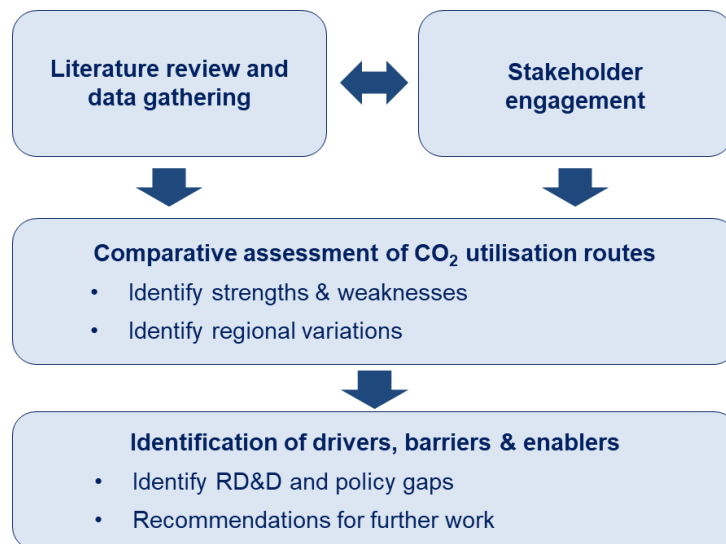 Literature review and
data gathering
Stakeholder
engagement
Comparative assessment of CO₂ utilisation routes
• Identify strengths & weaknesses
• Identify regional variations
Identification of drivers, barriers & enablers
• Identify RD&D and policy gaps
• Recommendations for further work